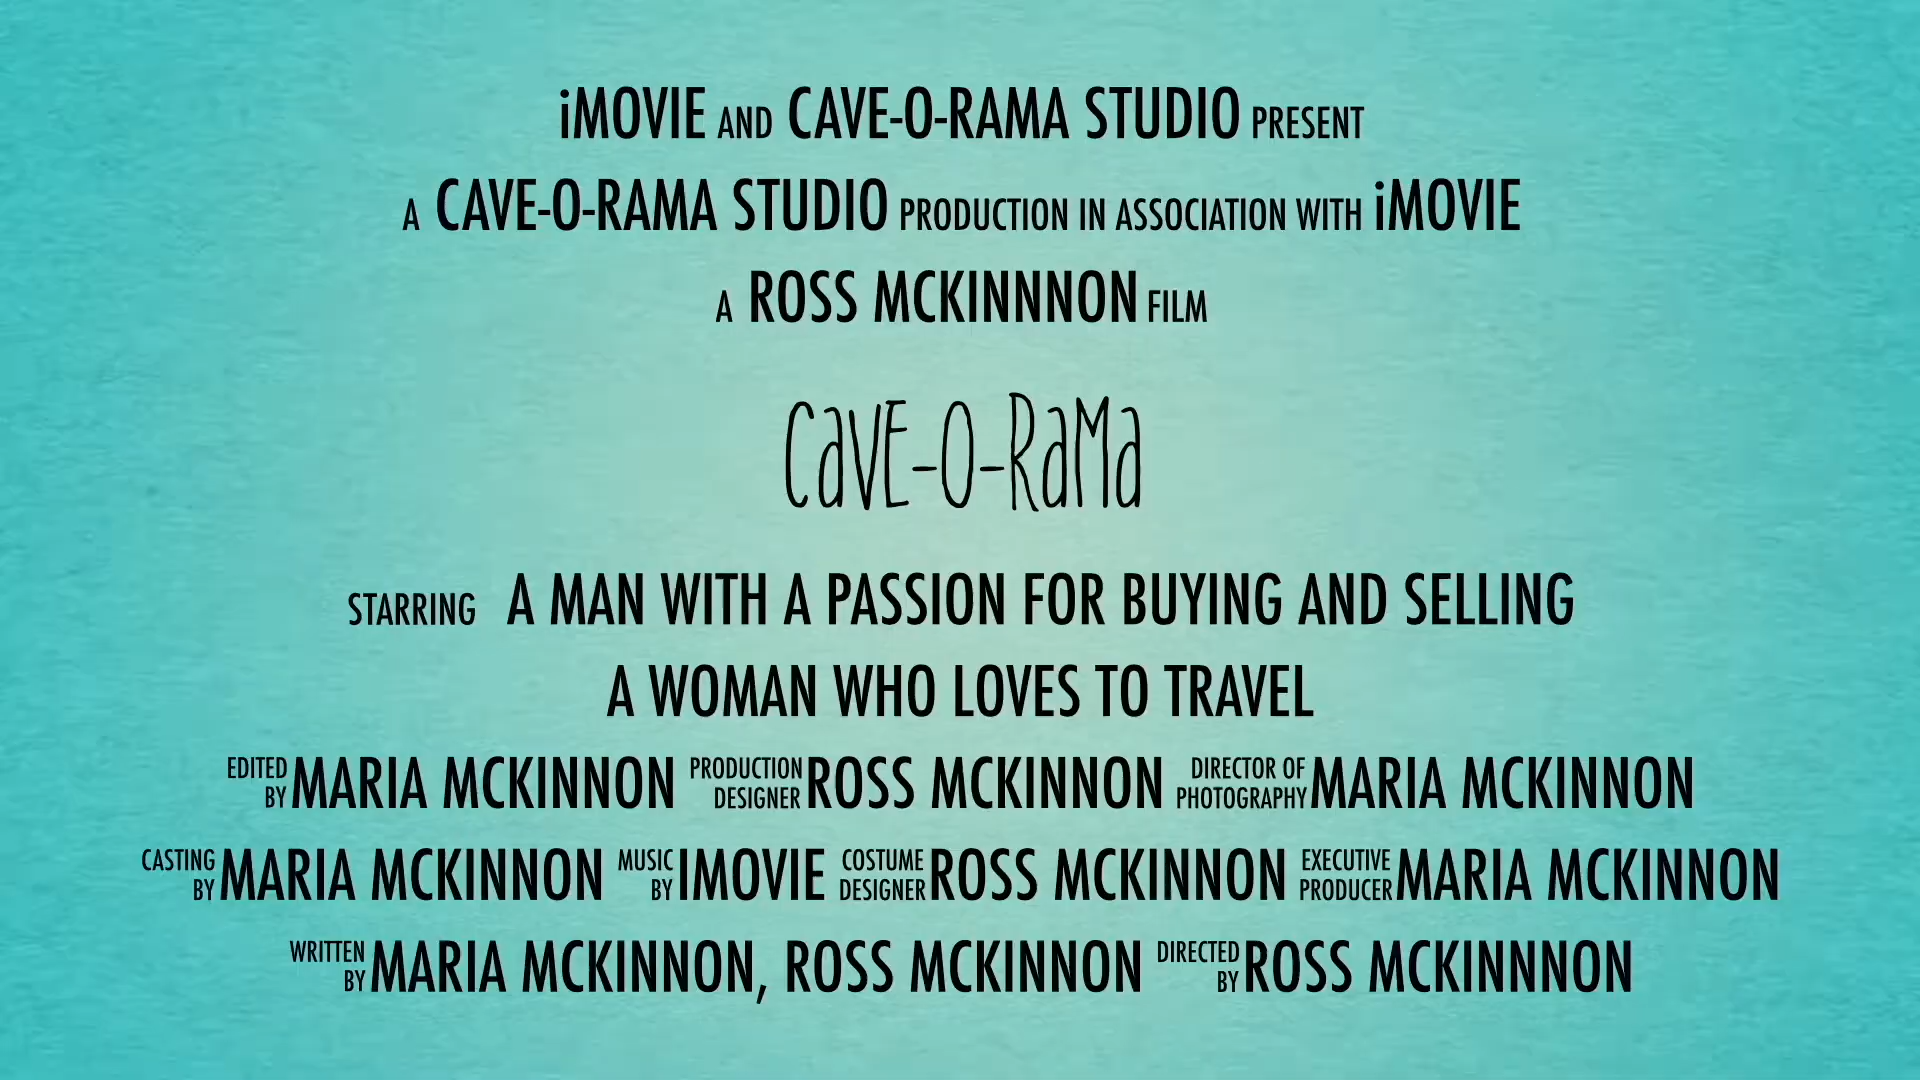 iMOVIE AND CAVE-O-RAMA STUDIO PRESENT
A CAVE-O-RAMA STUDIO PRODUCTION IN ASSOCIATION WITH iMOVIE
A ROSS MCKINNNON FILM
CaVE-O-RaMa
STARRING A MAN WITH A PASSION FOR BUYING AND SELLING
A WOMAN WHO LOVES TO TRAVEL
EDITED BY MARIA MCKINNON PRODUCTION DESIGNER ROSS MCKINNON DIRECTOR OF PHOTOGRAPHY MARIA MCKINNON
CASTING BY MARIA MCKINNON MUSIC BY IMOVIE COSTUME DESIGNER ROSS MCKINNON EXECUTIVE PRODUCER MARIA MCKINNON
WRITTEN BY MARIA MCKINNON, ROSS MCKINNON DIRECTED BY ROSS MCKINNNON